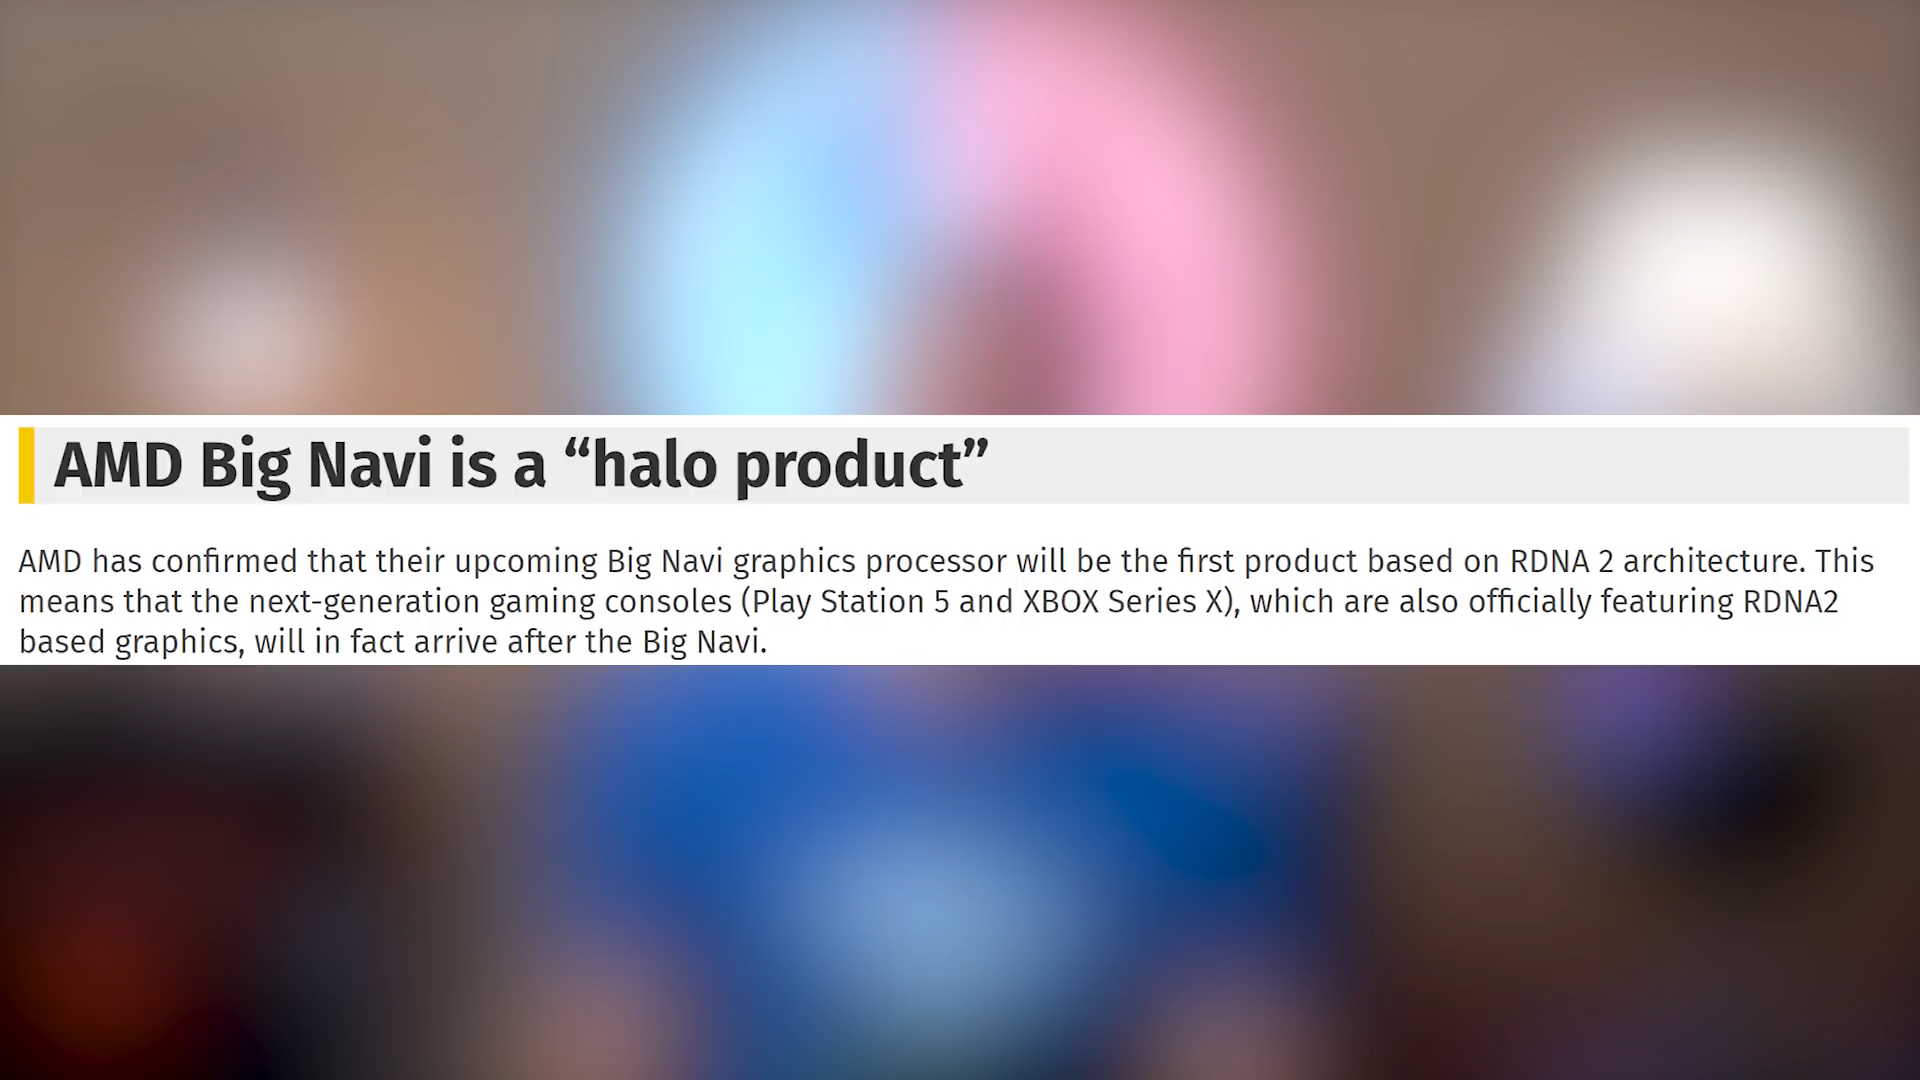 AMD Big Navi is a “halo product”
AMD has confirmed that their upcoming Big Navi graphics processor will be the first product based on RDNA 2 architecture. This
means that the next-generation gaming consoles (Play Station 5 and XBOX Series X), which are also officially featuring RDNA2
based graphics, will in fact arrive after the Big Navi.